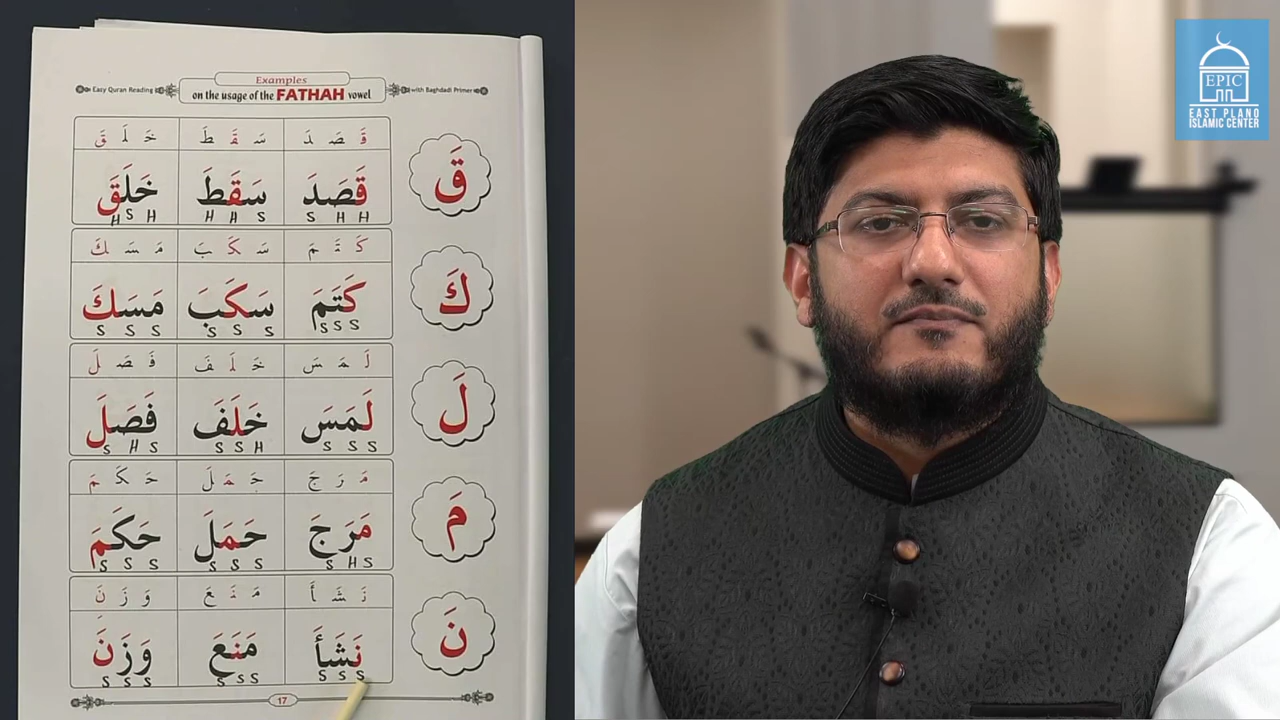 Examples
Easy Quran Reading on the usage of the FATHAH vowel with Baghdadi Primer
EPIC
EAST PLANO
ISLAMIC CENTER
قَ
قَ صَ دَ سَ قَ طَ خَ لَ قَ
قَصَدَ سَقَطَ خَلَقَ
H S H H H S S H H
كَ
كَ تَ مَ سَ كَ بَ مَ سَ كَ
كَتَمَ سَكَبَ مَسَكَ
S S S S S S S S S
لَ
لَ مَ سَ خَ لَ فَ فَ صَ لَ
لَمَسَ خَلَفَ فَصَلَ
S H S S S H S S S
مَ
مَ رَ جَ حَ مَ لَ حَ كَ مَ
مَرَجَ حَمَلَ حَكَمَ
S S S S S S S H S
نَ
نَ شَ أَ مَ نَ عَ وَ زَ نَ
نَشَأَ مَنَعَ وَزَنَ
S S S S S S S S S
17